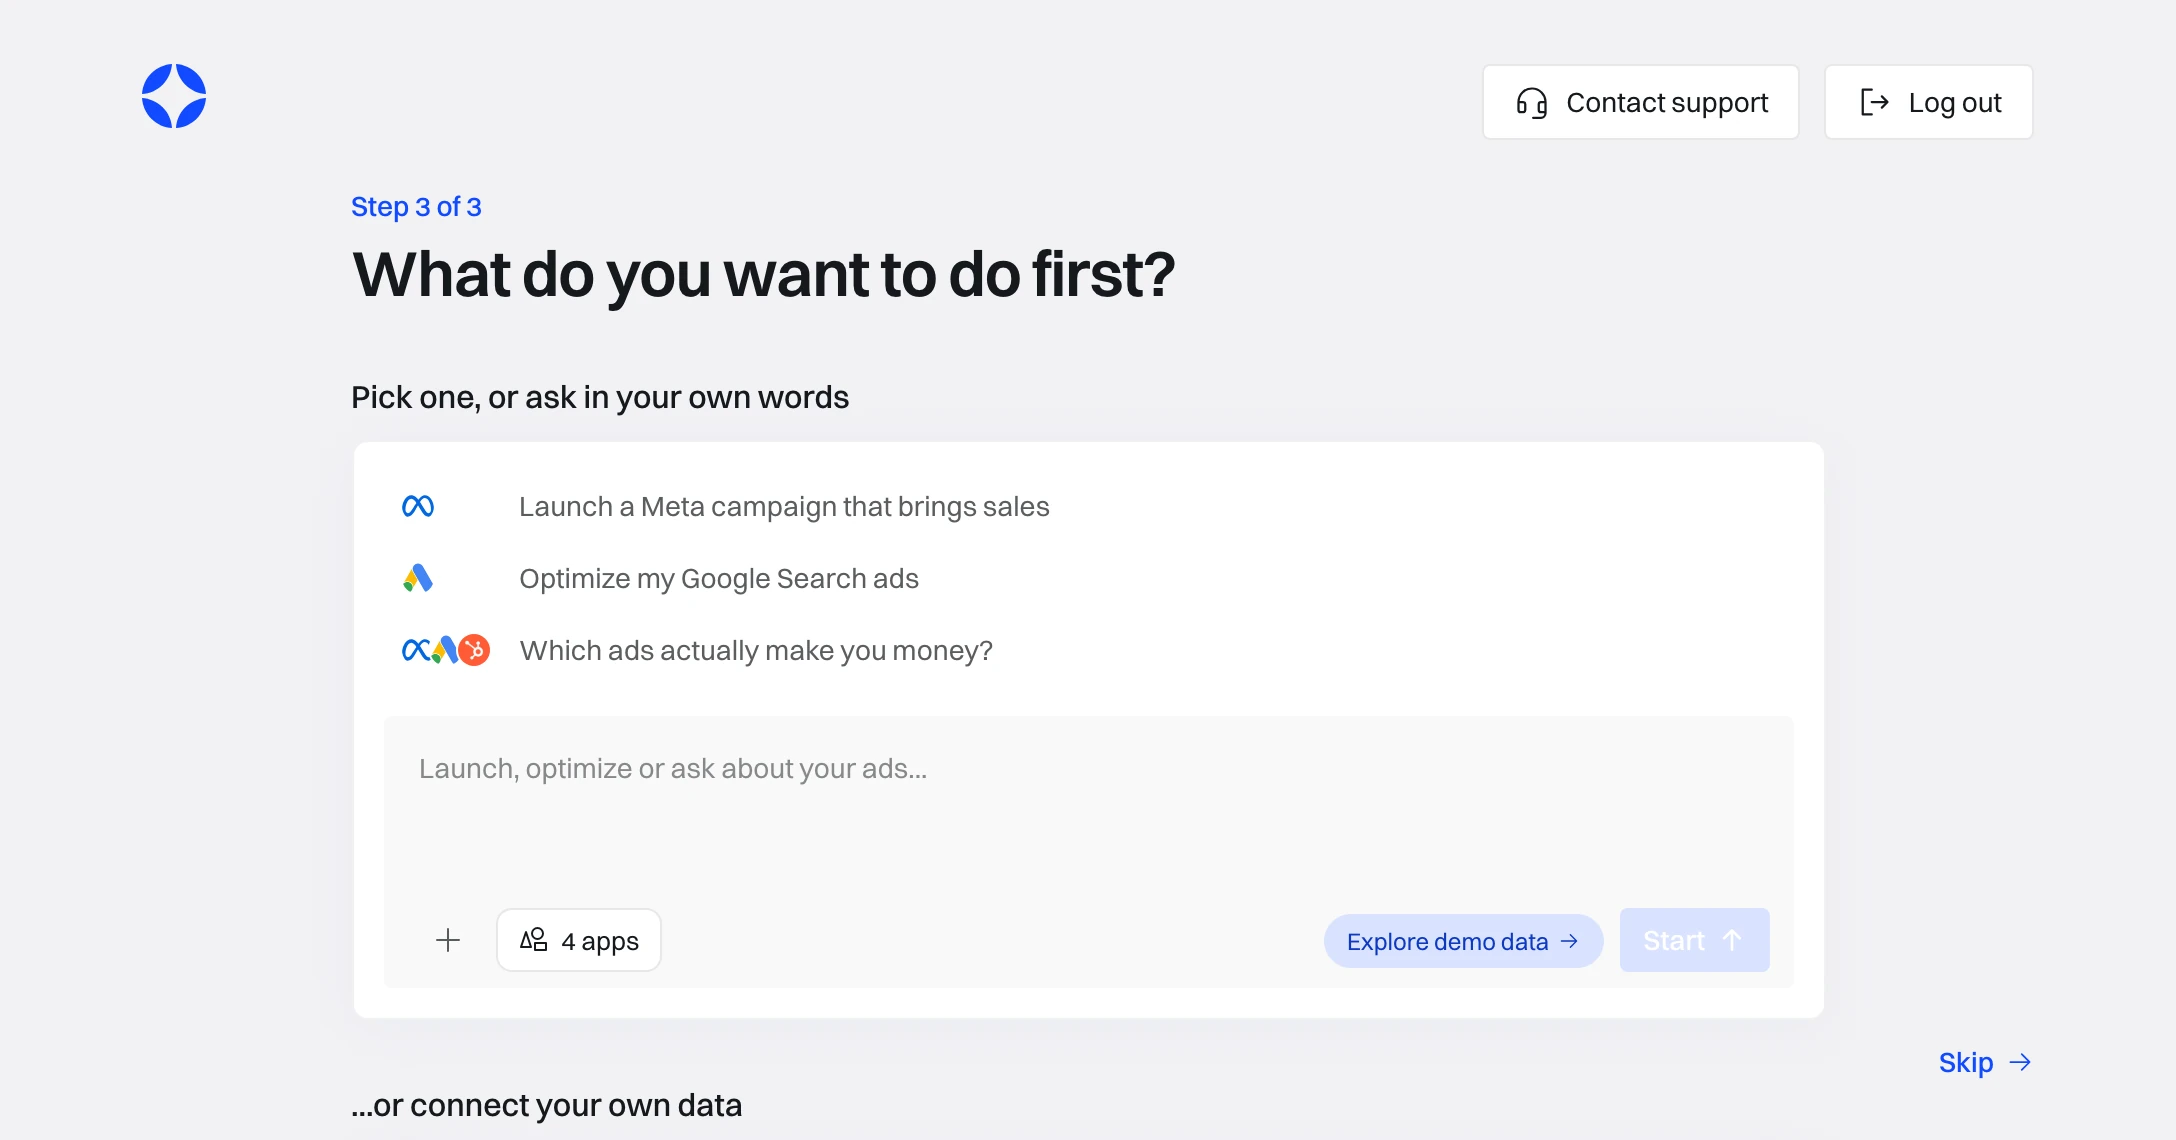 Contact support
Log out
Step 3 of 3
What do you want to do first?
Pick one, or ask in your own words
Launch a Meta campaign that brings sales
Optimize my Google Search ads
Which ads actually make you money?
Launch, optimize or ask about your ads...
4 apps
Explore demo data
Start
Skip
...or connect your own data